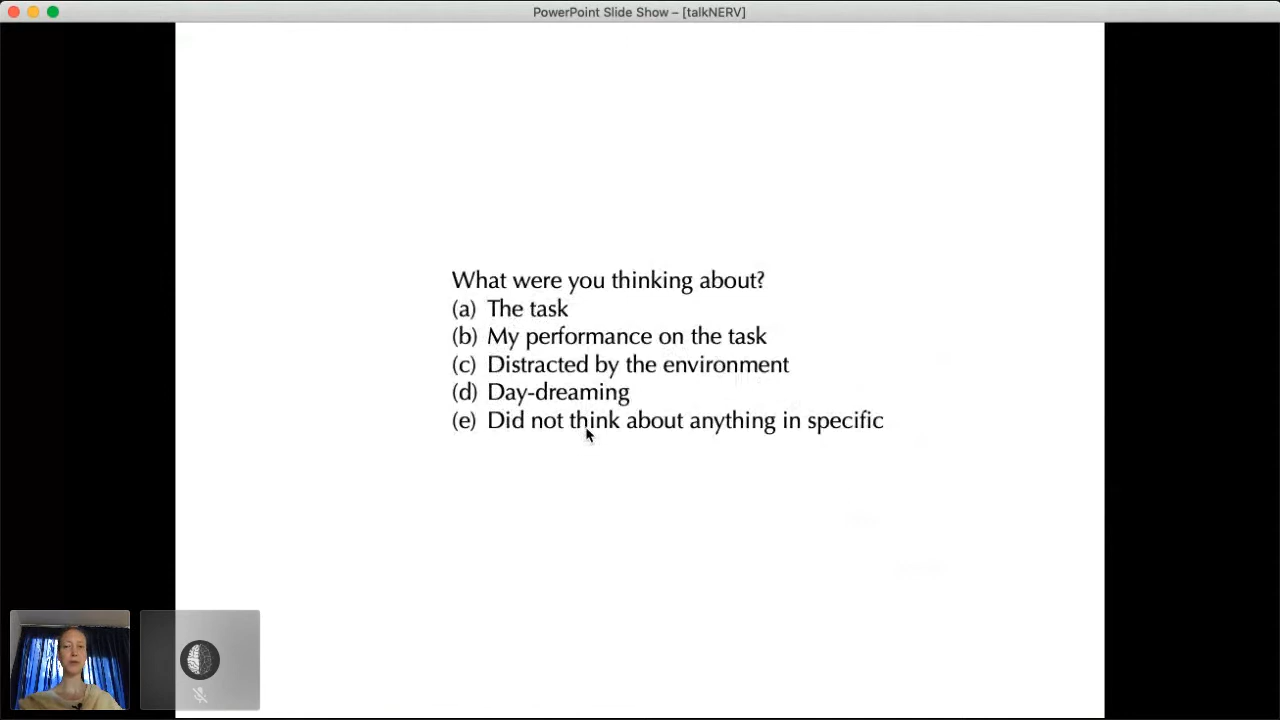 PowerPoint Slide Show – [talkNERV]
What were you thinking about?
(a) The task
(b) My performance on the task
(c) Distracted by the environment
(d) Day-dreaming
(e) Did not think about anything in specific